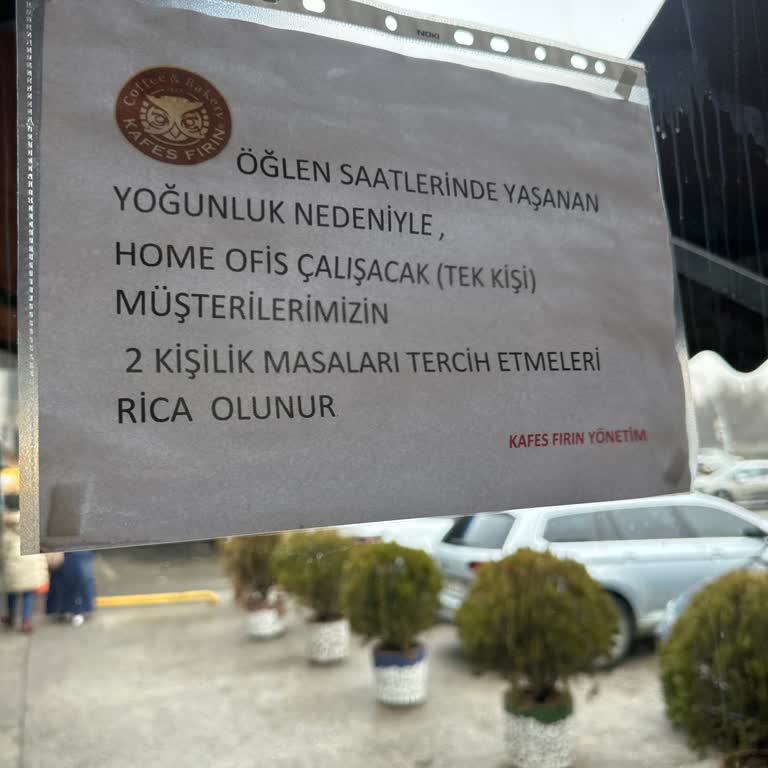 NOKI
Coffee & Bakery
KAFES FIRIN
ÖĞLEN SAATLERİNDE YAŞANAN
YOĞUNLUK NEDENİYLE ,
HOME OFİS ÇALIŞACAK (TEK KİŞİ)
MÜŞTERİLERİMİZİN
2 KİŞİLİK MASALARI TERCİH ETMELERİ
RİCA OLUNUR
KAFES FIRIN YÖNETİM